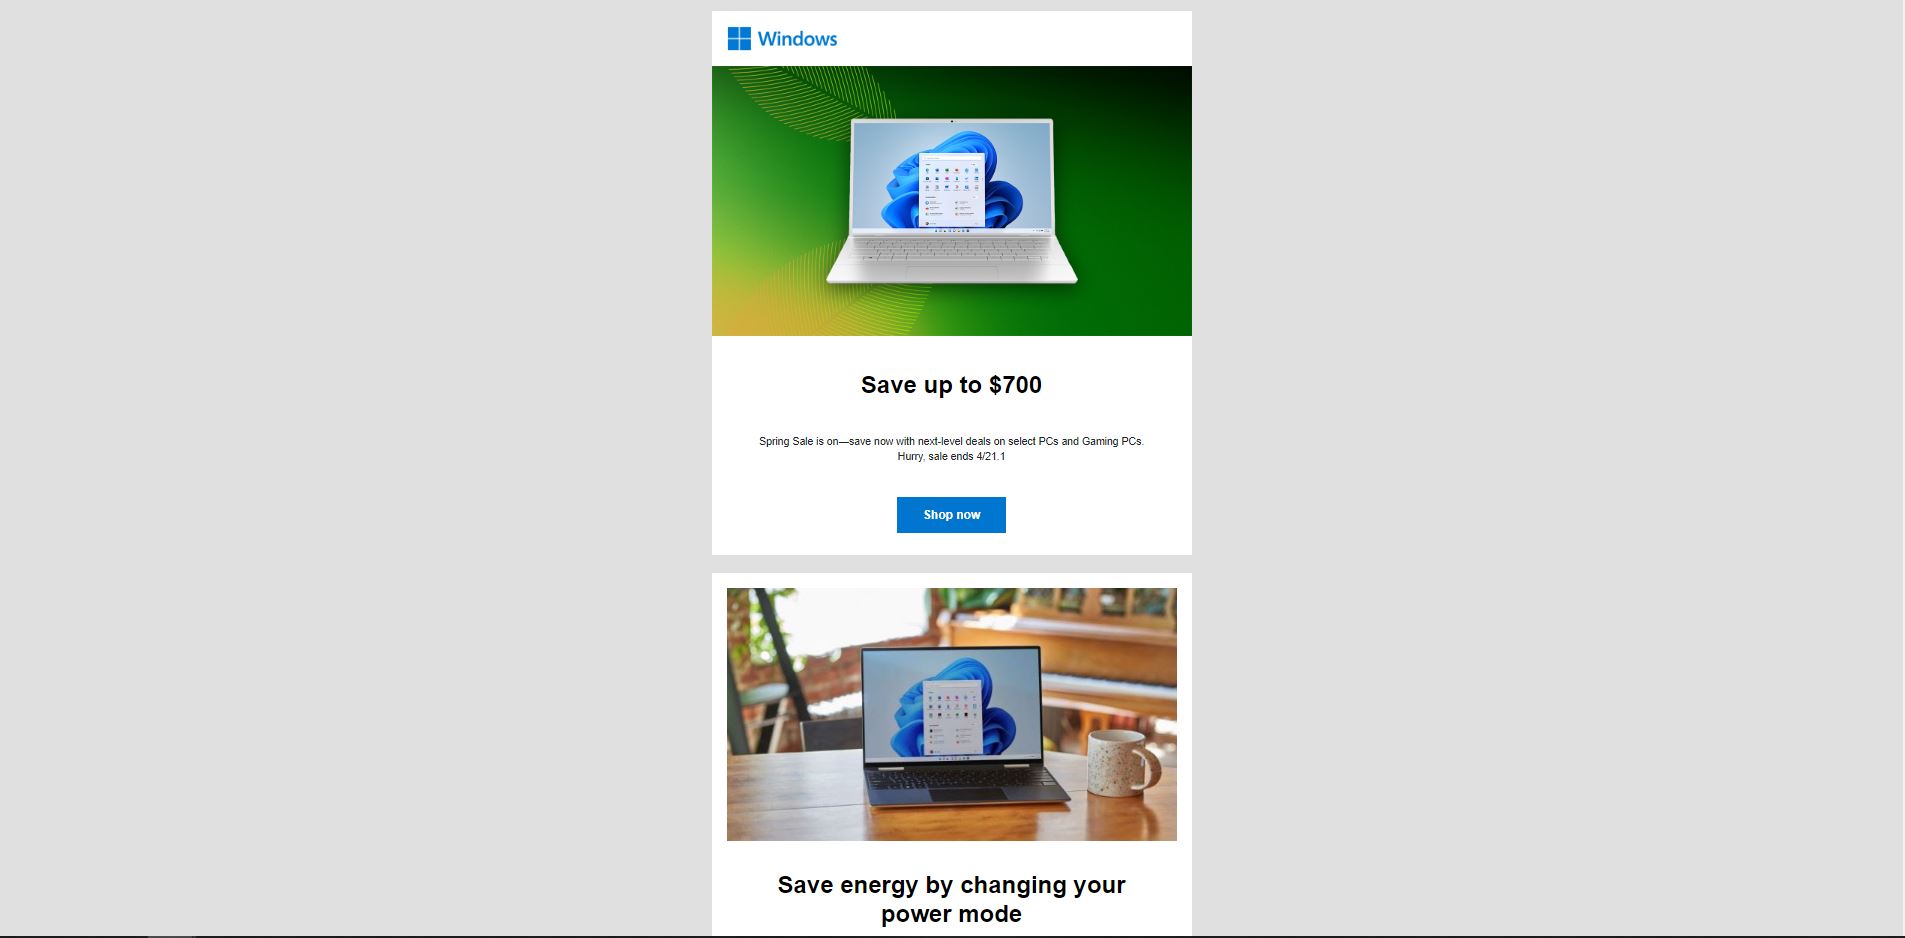 Windows
Save up to $700
Spring Sale is on—save now with next-level deals on select PCs and Gaming PCs.
Hurry, sale ends 4/21.1
Shop now
Save energy by changing your
power mode